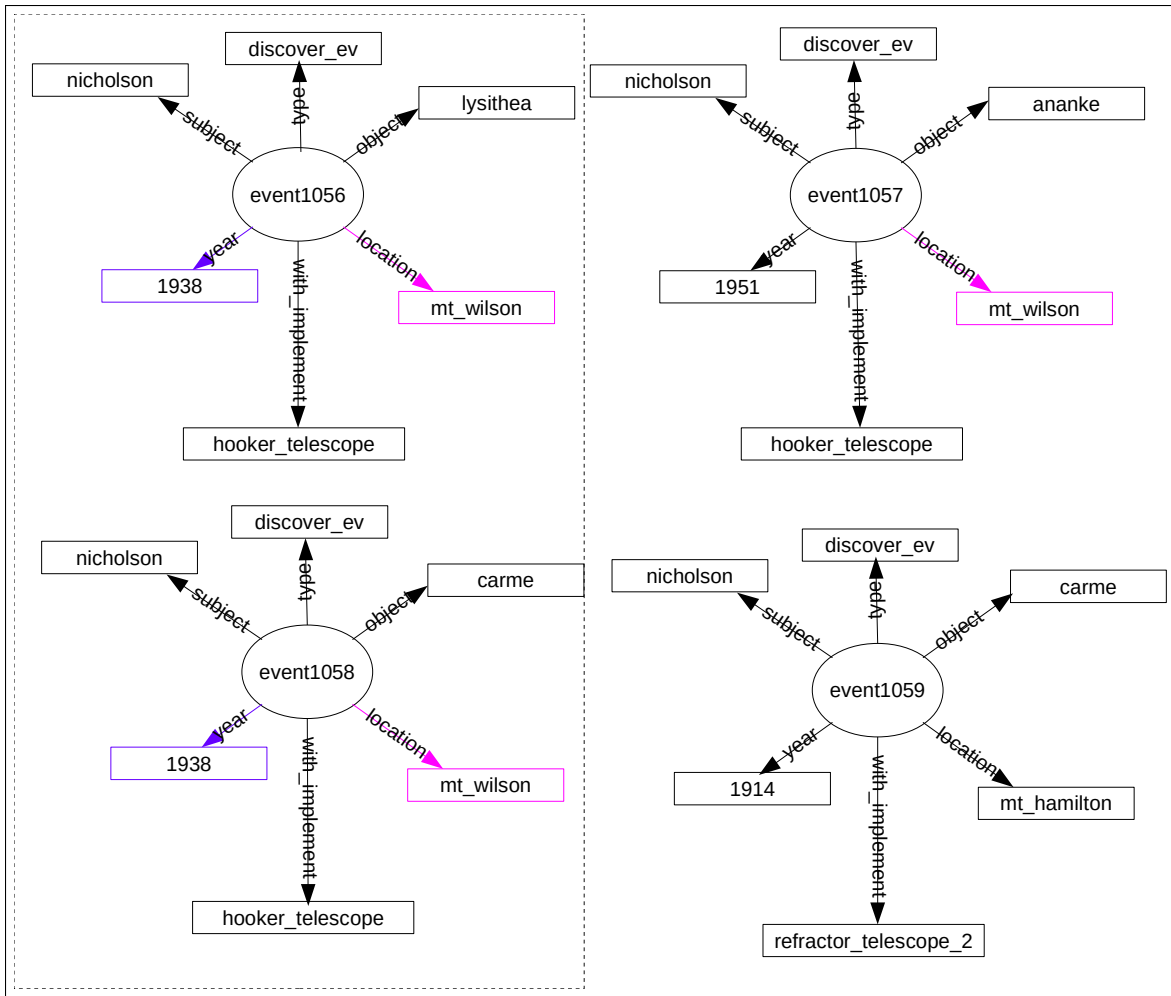 discover_ev
nicholson
lysithea
type
subject
object
event1056
year
location
1938
with_implement
mt_wilson
hooker_telescope
discover_ev
nicholson
ananke
type
subject
object
event1057
year
location
1951
with_implement
mt_wilson
hooker_telescope
discover_ev
nicholson
carme
type
subject
object
event1058
year
location
1938
with_implement
mt_wilson
hooker_telescope
discover_ev
nicholson
carme
type
subject
object
event1059
year
location
1914
with_implement
mt_hamilton
refractor_telescope_2